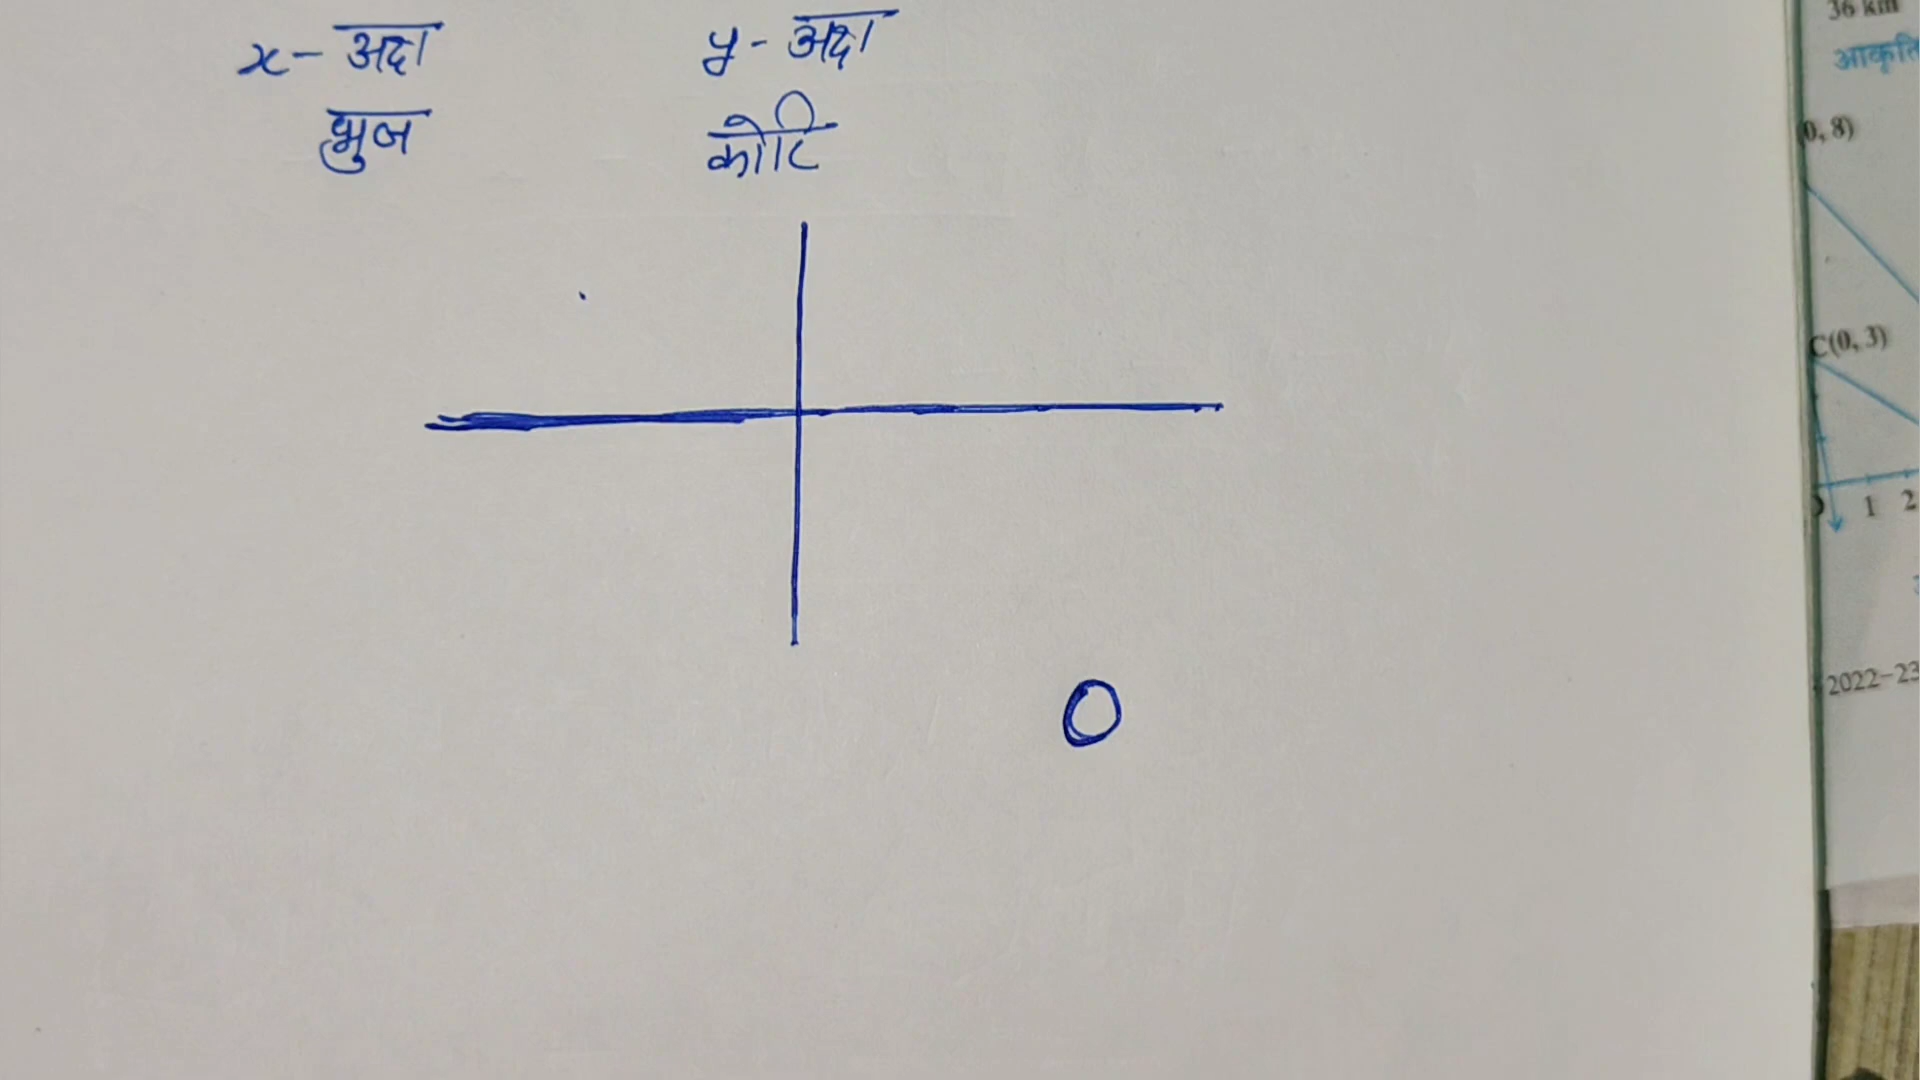 x- अक्ष y- अक्ष
भुज कोटि
0
36 km
आकृति
(0, 8)
C(0, 3)
1 2
2022-23